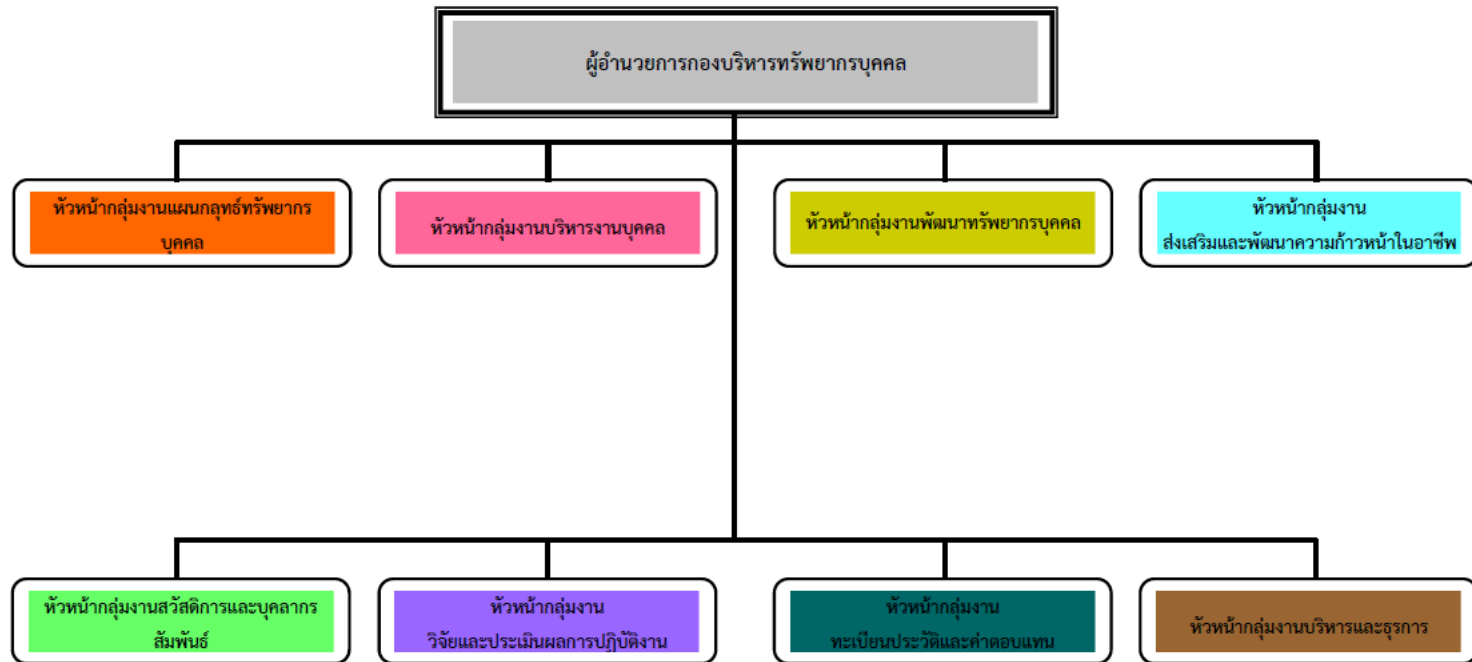 ผู้อำนวยการกองบริหารทรัพยากรบุคคล
หัวหน้ากลุ่มงานแผนกลุทธ์ทรัพยากร
บุคคล
หัวหน้ากลุ่มงานบริหารงานบุคคล
หัวหน้ากลุ่มงานพัฒนาทรัพยากรบุคคล
หัวหน้ากลุ่มงาน
ส่งเสริมและพัฒนาความก้าวหน้าในอาชีพ
หัวหน้ากลุ่มงานสวัสดิการและบุคลากร
สัมพันธ์
หัวหน้ากลุ่มงาน
วิจัยและประเมินผลการปฏิบัติงาน
หัวหน้ากลุ่มงาน
ทะเบียนประวัติและค่าตอบแทน
หัวหน้ากลุ่มงานบริหารและธุรการ